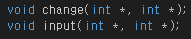 void change(int *, int *);
void input(int *, int *);